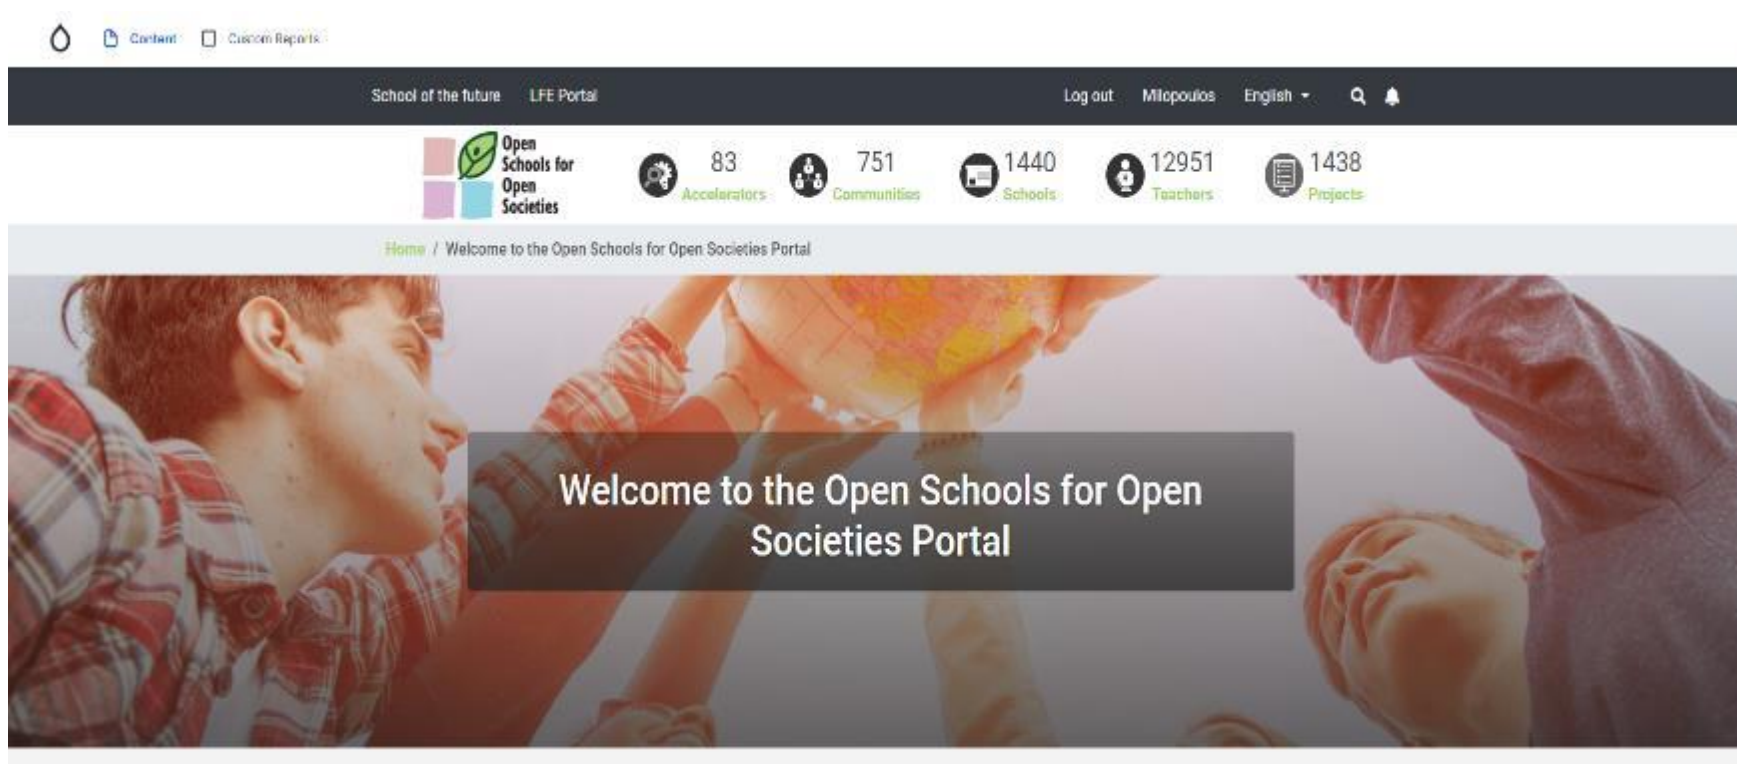 Content Custom Reports
School of the future LFE Portal Log out Milopoulos English
Open
Schools for
Open
Societies
83 751 1440 12951 1438
Accelerators Communities Schools Teachers Projects
Home / Welcome to the Open Schools for Open Societies Portal
Welcome to the Open Schools for Open
Societies Portal